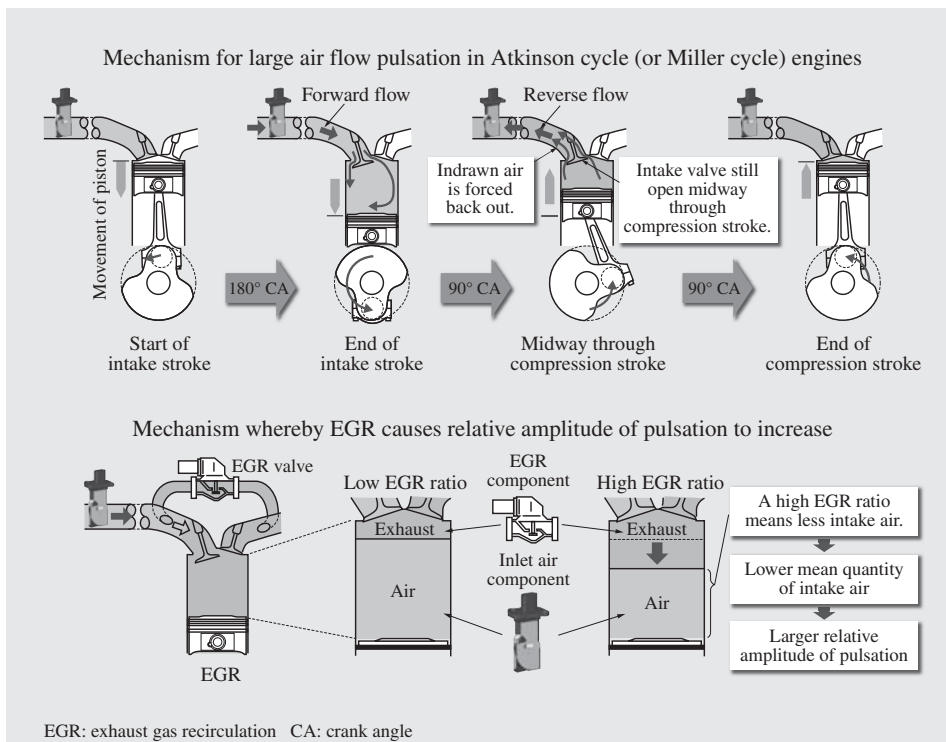 Mechanism for large air flow pulsation in Atkinson cycle (or Miller cycle) engines
Forward flow
Reverse flow
Movement of piston
Indrawn air
is forced
back out.
Intake valve still
open midway
through
compression stroke.
180° CA
90° CA
90° CA
Start of
intake stroke
End of
intake stroke
Midway through
compression stroke
End of
compression stroke
Mechanism whereby EGR causes relative amplitude of pulsation to increase
EGR valve
EGR
Low EGR ratio
Exhaust
Air
EGR
component
Inlet air
component
High EGR ratio
Exhaust
Air
A high EGR ratio
means less intake air.
Lower mean quantity
of intake air
Larger relative
amplitude of pulsation
EGR: exhaust gas recirculation CA: crank angle